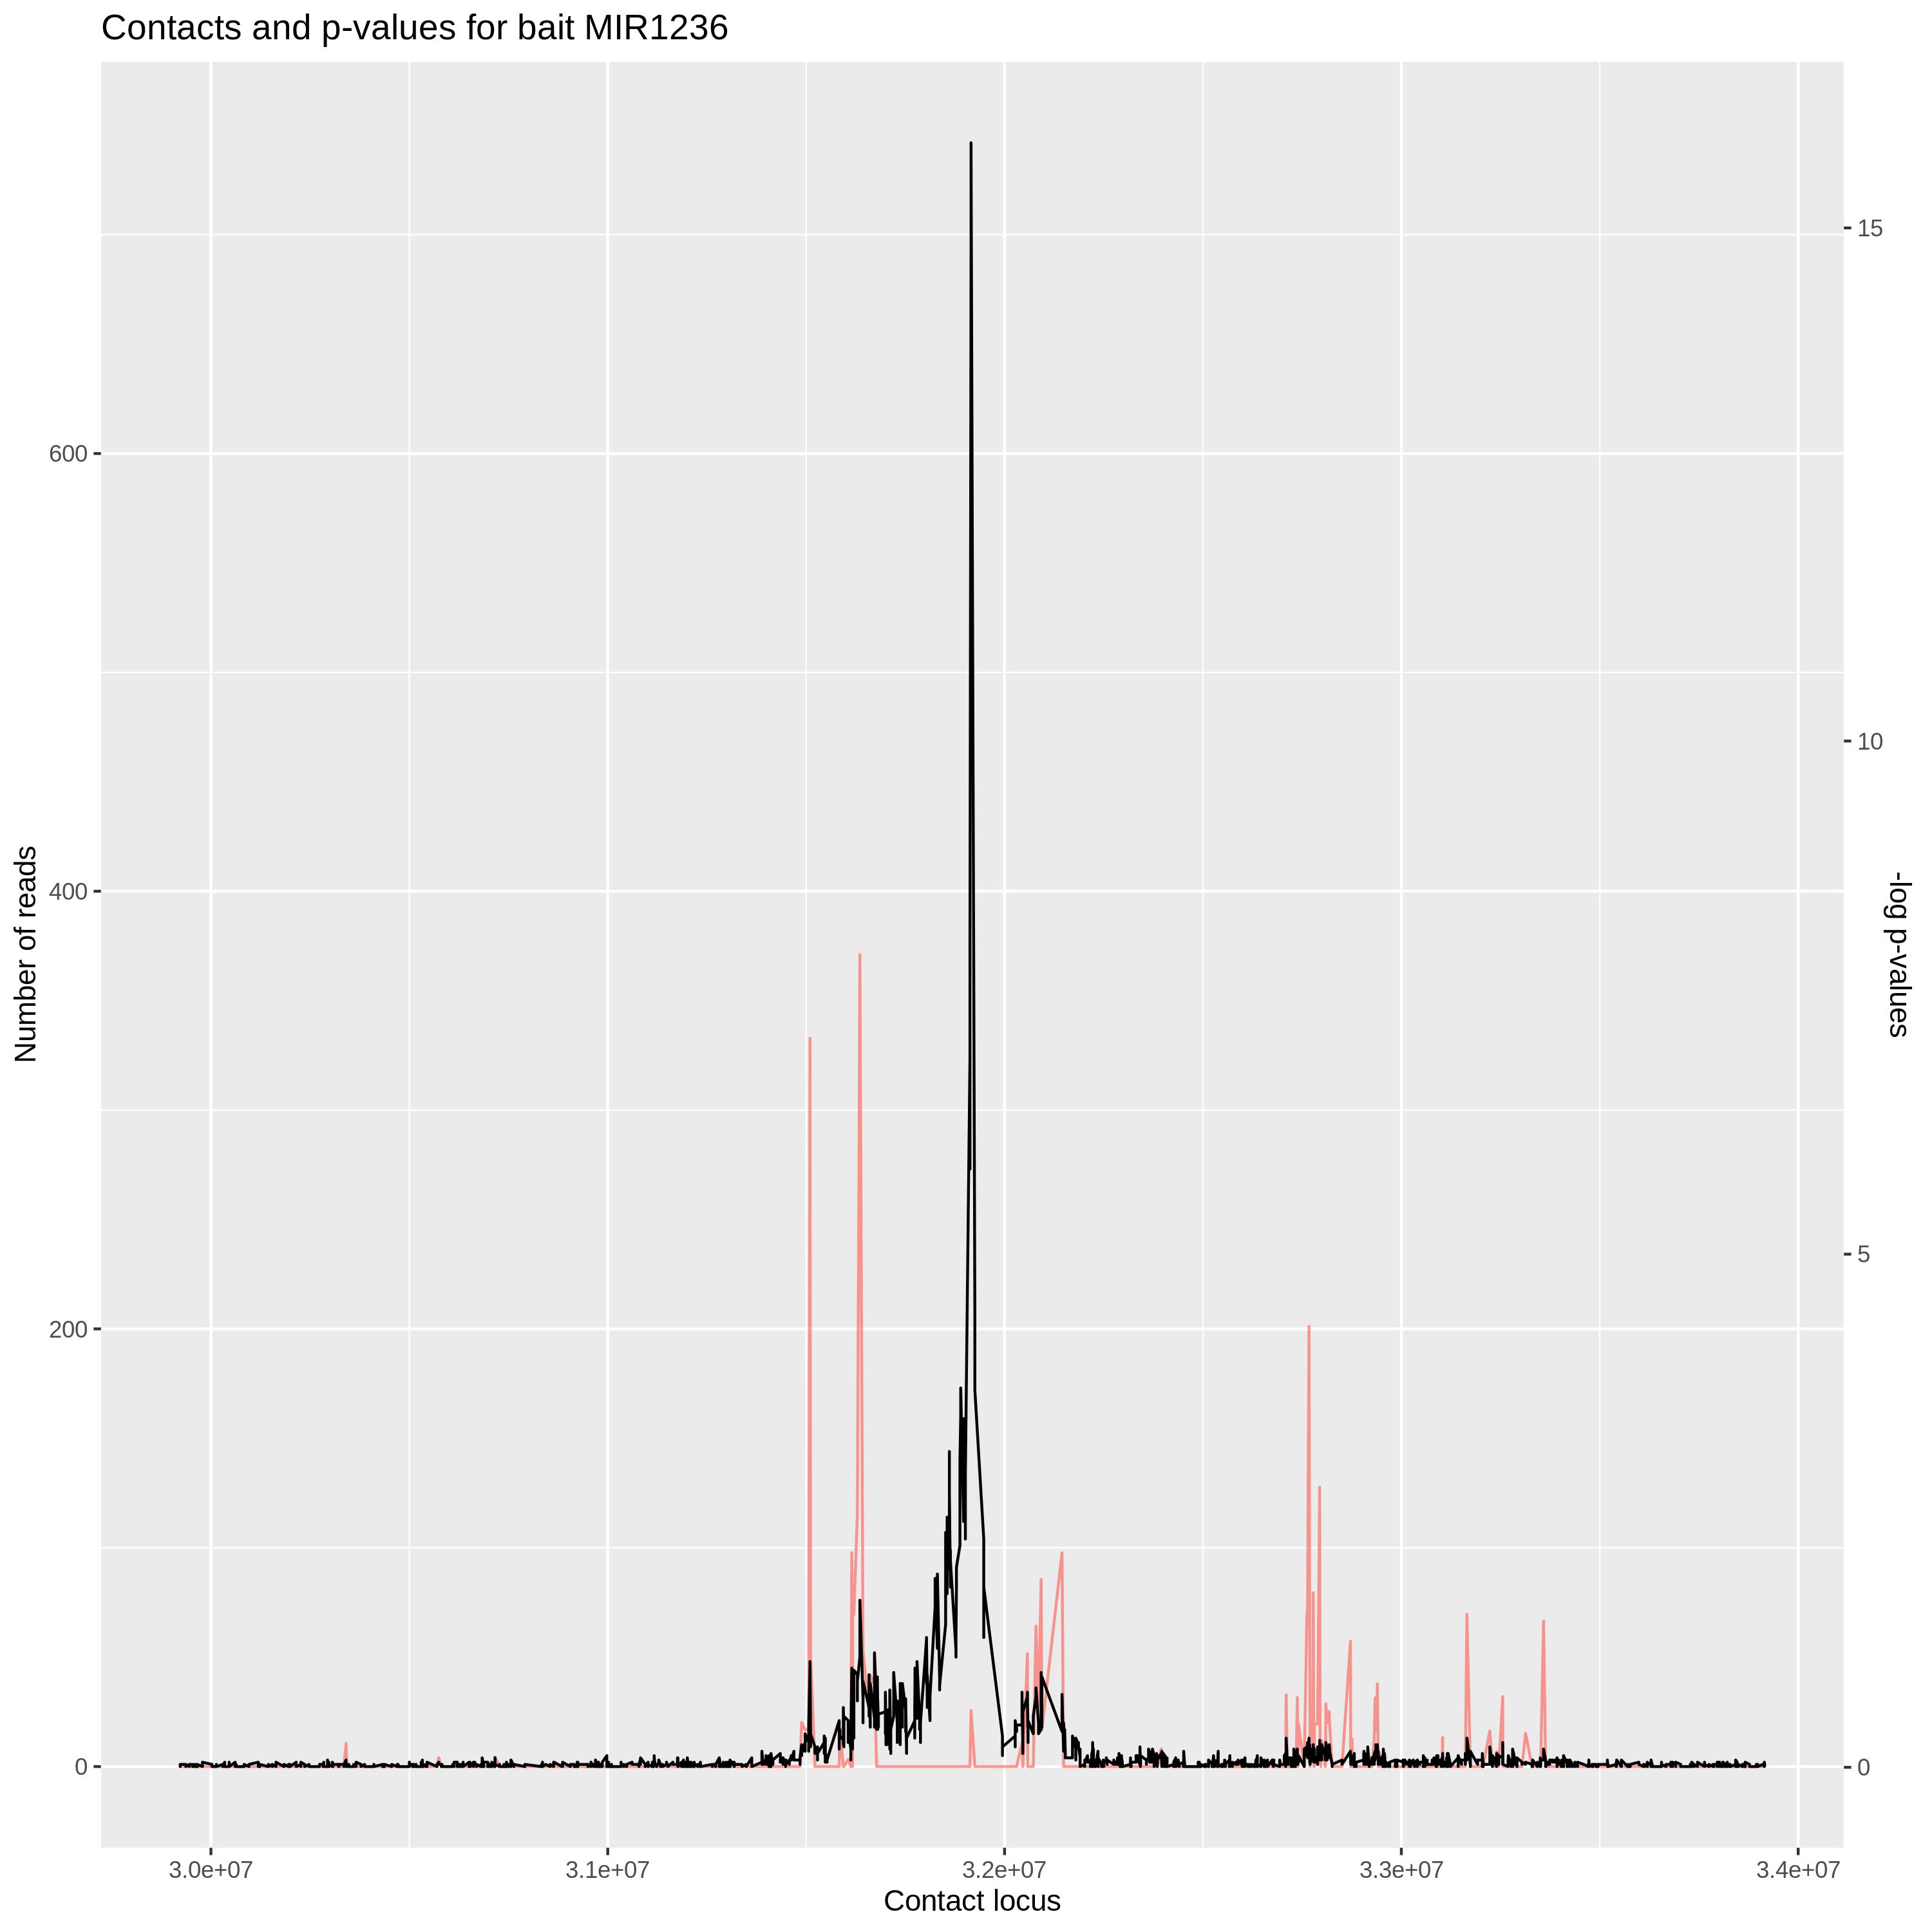 Contacts and p-values for bait MIR1236
Number of reads
600
400
200
0
15
10
5
0
-log p-values
3.0e+07
3.1e+07
3.2e+07
3.3e+07
3.4e+07
Contact locus